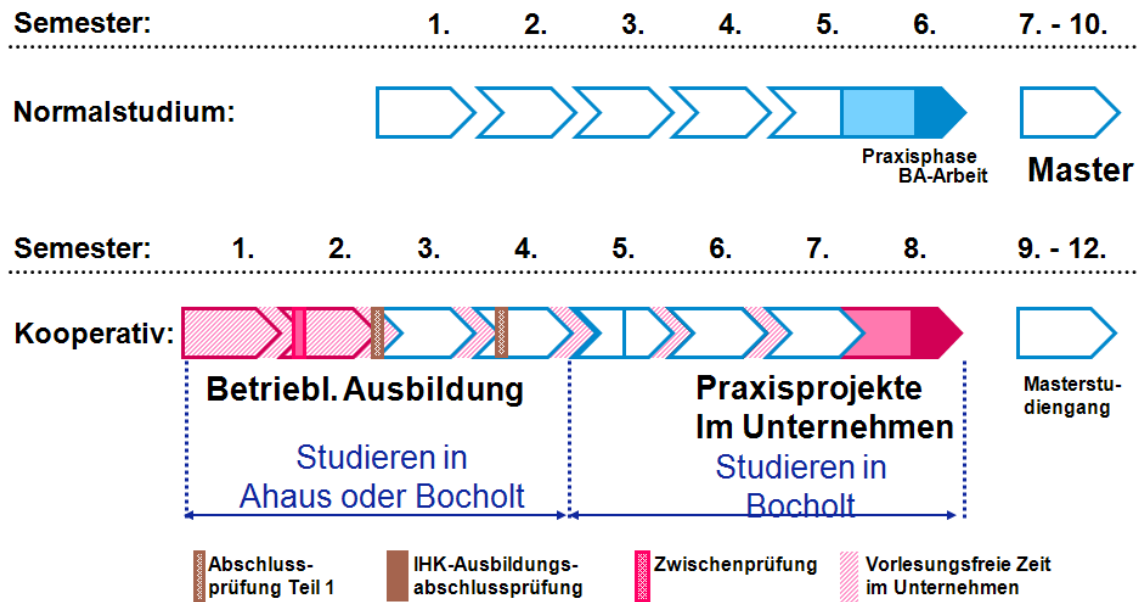 Semester: 1. 2. 3. 4. 5. 6. 7. - 10.
Normalstudium:
Praxisphase
BA-Arbeit
Master
Semester: 1. 2. 3. 4. 5. 6. 7. 8. 9. - 12.
Kooperativ:
Betriebl. Ausbildung
Praxisprojekte
Im Unternehmen
Masterstu-
diengang
Studieren in
Ahaus oder Bocholt
Studieren in
Bocholt
Abschluss-
prüfung Teil 1
IHK-Ausbildungs-
abschlussprüfung
Zwischenprüfung
Vorlesungsfreie Zeit
im Unternehmen